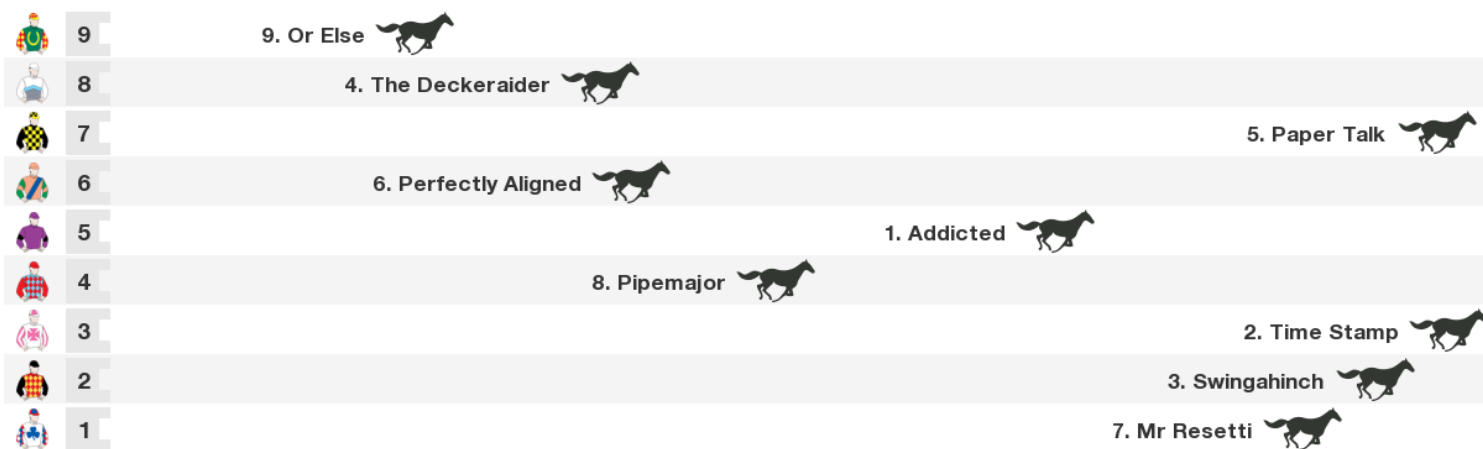 9 9. Or Else
8 4. The Deckeraider
7 5. Paper Talk
6 6. Perfectly Aligned
5 1. Addicted
4 8. Pipemajor
3 2. Time Stamp
2 3. Swingahinch
1 7. Mr Resetti